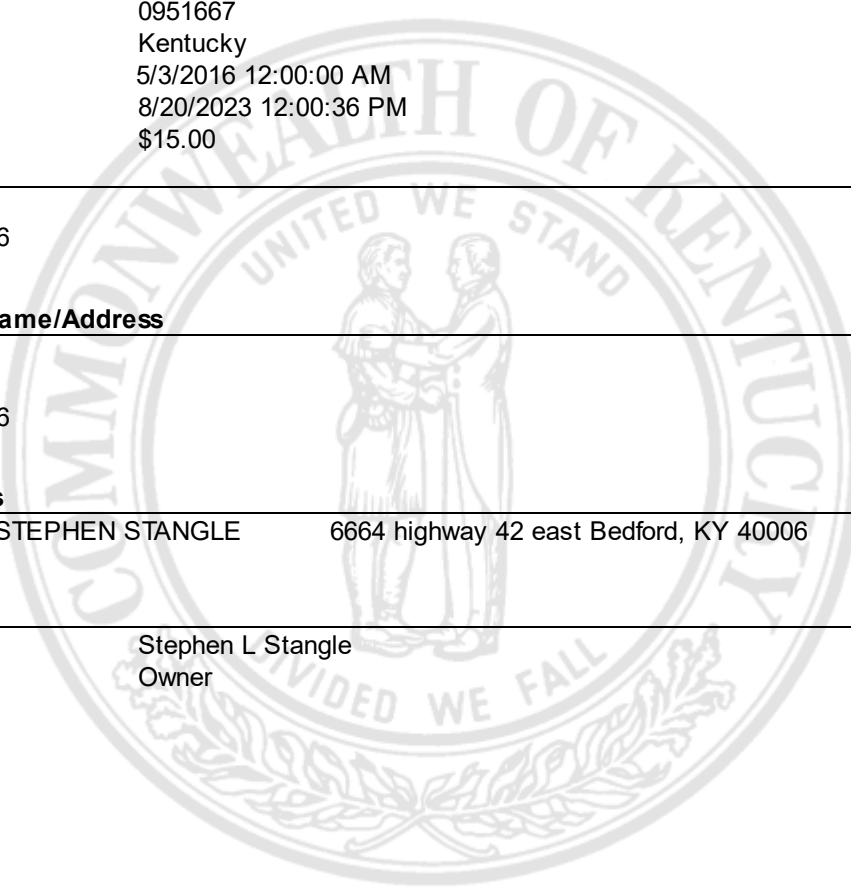 0951667
Kentucky
5/3/2016 12:00:00 AM
8/20/2023 12:00:36 PM
$15.00
6
ame/Address
6
s
STEPHEN STANGLE 6664 highway 42 east Bedford, KY 40006
Stephen L Stangle
Owner
COMMONWEALTH OF KENTUCKY
UNITED WE STAND
DIVIDED WE FALL